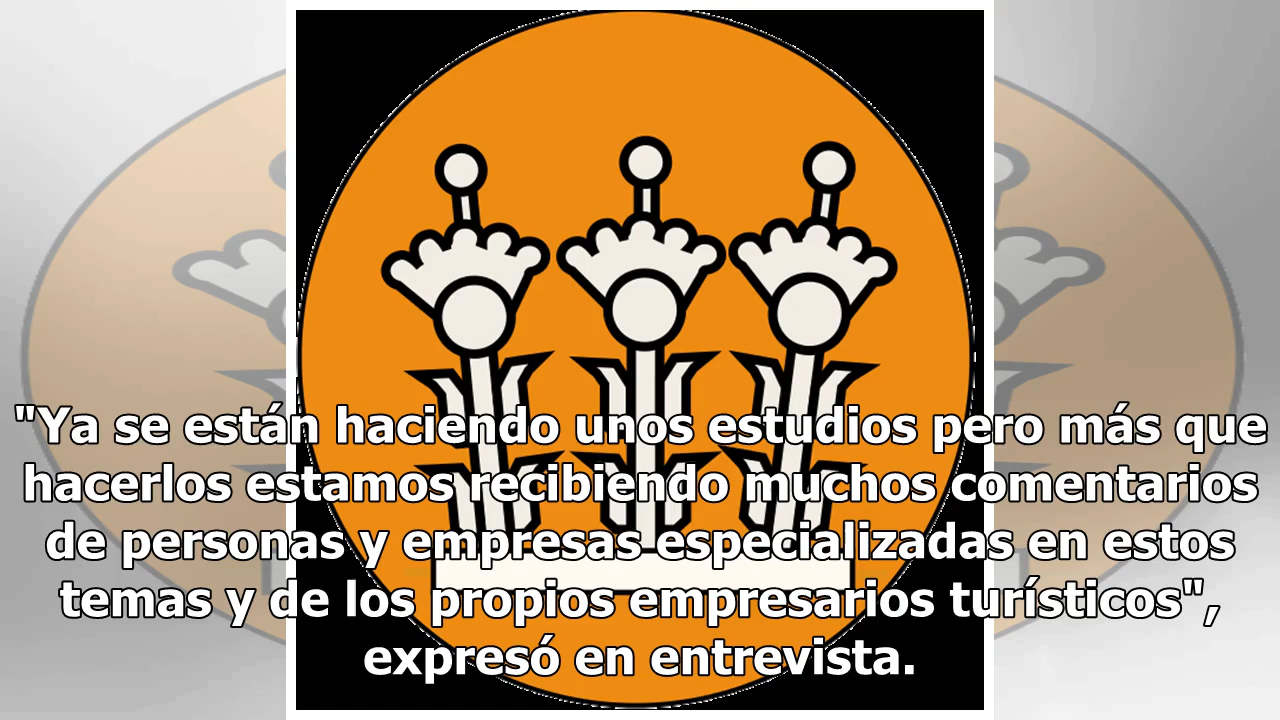 "Ya se están haciendo unos estudios pero más que
hacerlos estamos recibiendo muchos comentarios
de personas y empresas especializadas en estos
temas y de los propios empresarios turísticos",
expresó en entrevista.